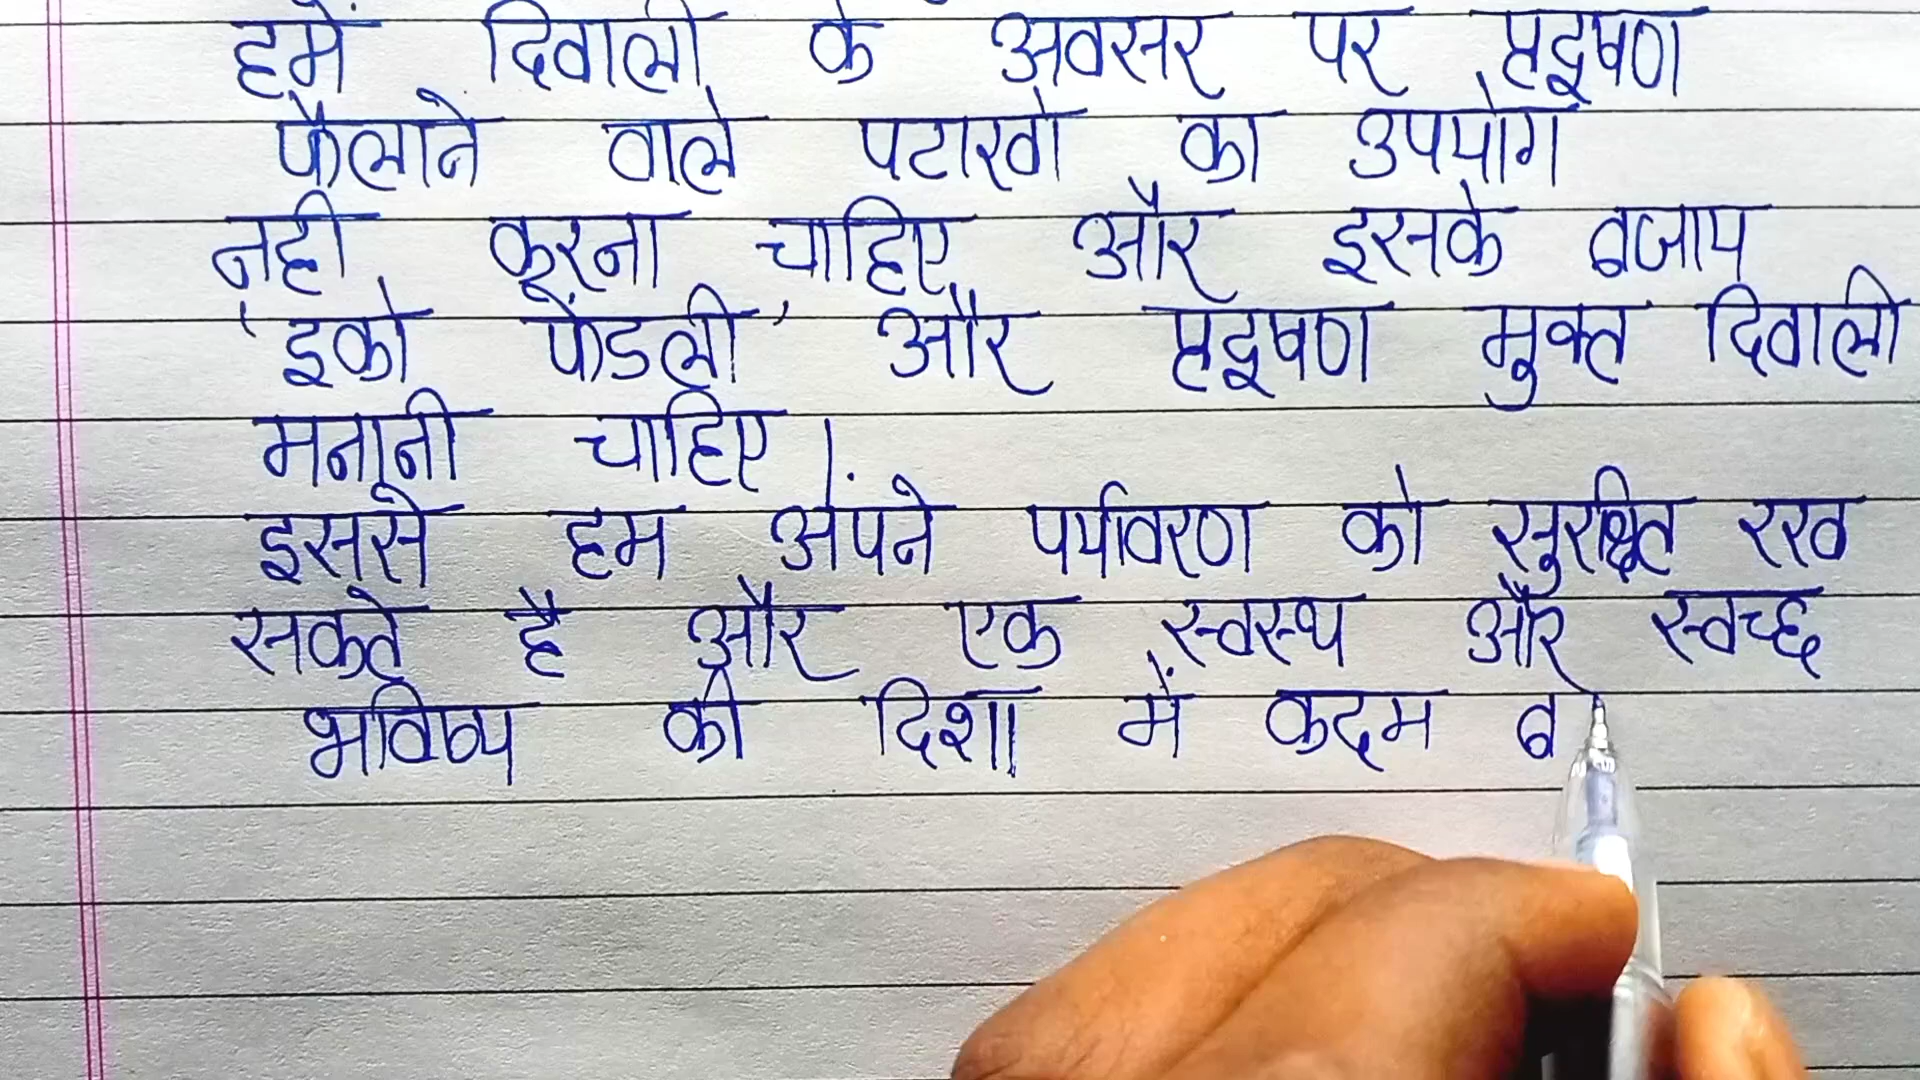 हमें दिवाली के अवसर पर प्रदूषण
फैलाने वाले पटाखो का उपयोग
नही करना चाहिए और इसके बजाय
'इको फ्रेंडली' और प्रदूषण मुक्त दिवाली
मनानी चाहिए।
इससे हम अपने पर्यावरण को सुरक्षित रख
सकते है और एक स्वस्थ और स्वच्छ
भविष्य की दिशा में कदम ब